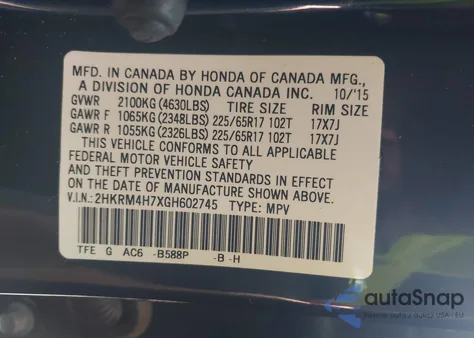 MFD. IN CANADA BY HONDA OF CANADA MFG.,
A DIVISION OF HONDA CANADA INC. 10/'15
GVWR 2100KG (4630LBS) TIRE SIZE RIM SIZE
GAWR F 1065KG (2348LBS) 225/65R17 102T 17X7J
GAWR R 1055KG (2326LBS) 225/65R17 102T 17X7J
THIS VEHICLE CONFORMS TO ALL APPLICABLE
FEDERAL MOTOR VEHICLE SAFETY
AND THEFT PREVENTION STANDARDS IN EFFECT
ON THE DATE OF MANUFACTURE SHOWN ABOVE.
V.I.N.:2HKRM4H7XGH602745 TYPE: MPV
TFE G AC6 -B588P -B -H
autoSnap